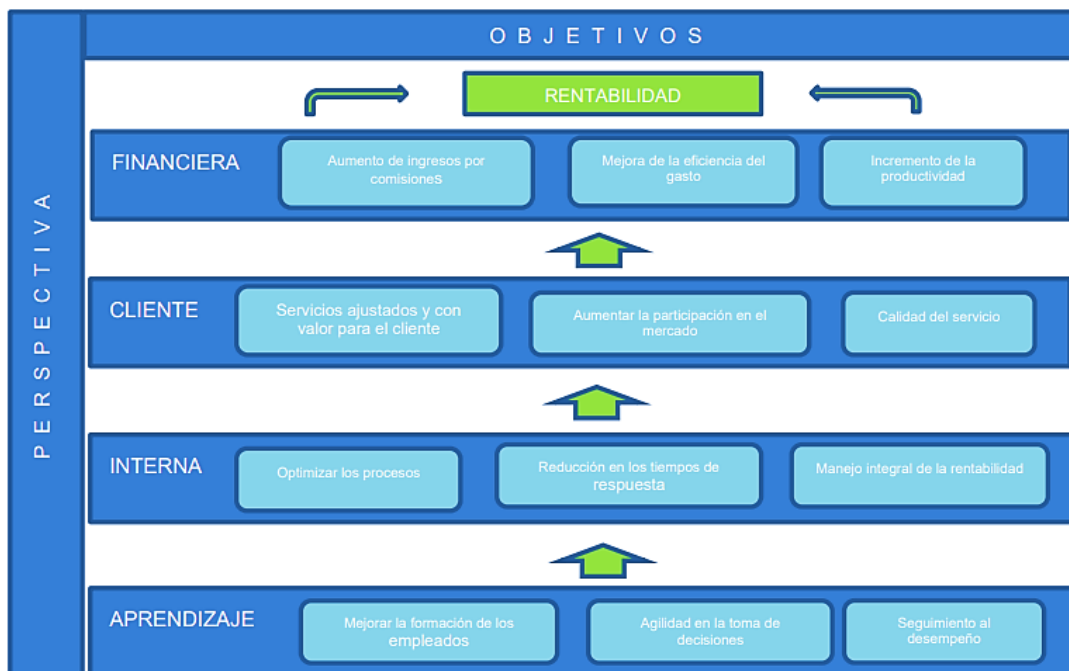 O B J E T I V O S
RENTABILIDAD
P E R S P E C T I V A
FINANCIERA
Aumento de ingresos por
comisiones
Mejora de la eficiencia del
gasto
Incremento de la
productividad
CLIENTE
Servicios ajustados y con
valor para el cliente
Aumentar la participación en el
mercado
Calidad del servicio
INTERNA
Optimizar los procesos
Reducción en los tiempos de
respuesta
Manejo integral de la rentabilidad
APRENDIZAJE
Mejorar la formación de los
empleados
Agilidad en la toma de
decisiones
Seguimiento al
desempeño